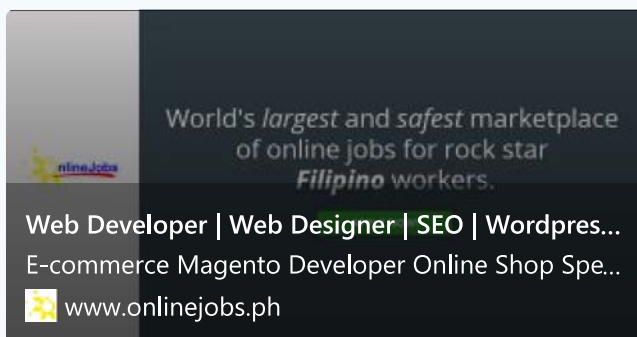 World's largest and safest marketplace
of online jobs for rock star
Filipino workers.
nlineJobs
Web Developer | Web Designer | SEO | Wordpres...
E-commerce Magento Developer Online Shop Spe...
www.onlinejobs.ph